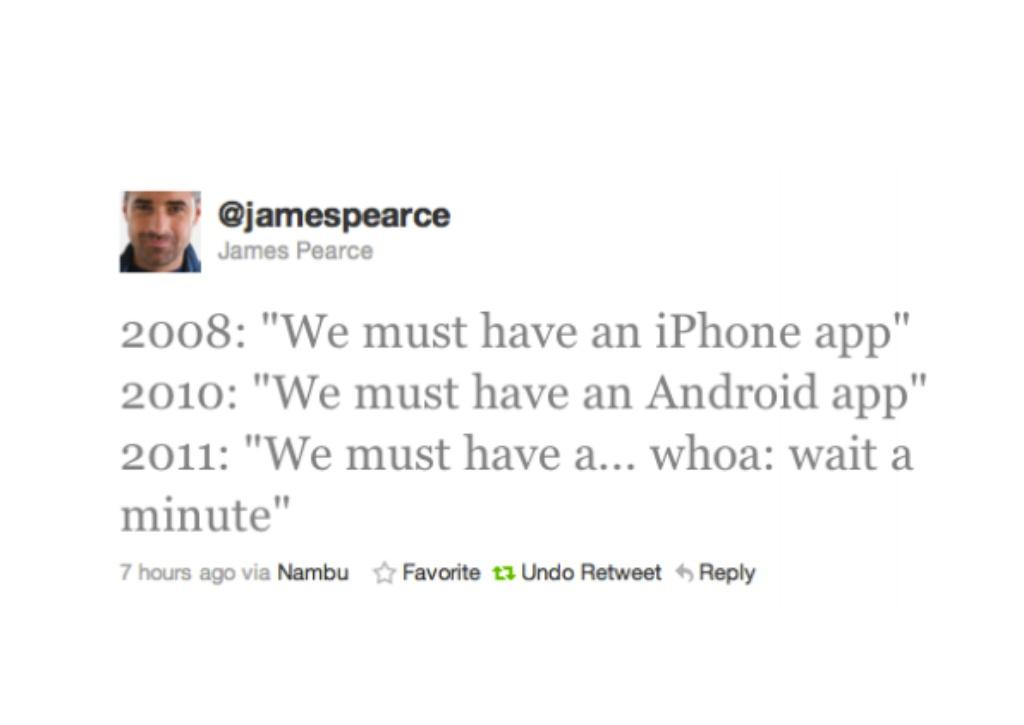 @jamespearce
James Pearce
2008: "We must have an iPhone app"
2010: "We must have an Android app"
2011: "We must have a... whoa: wait a
minute"
7 hours ago via Nambu Favorite Undo Retweet Reply